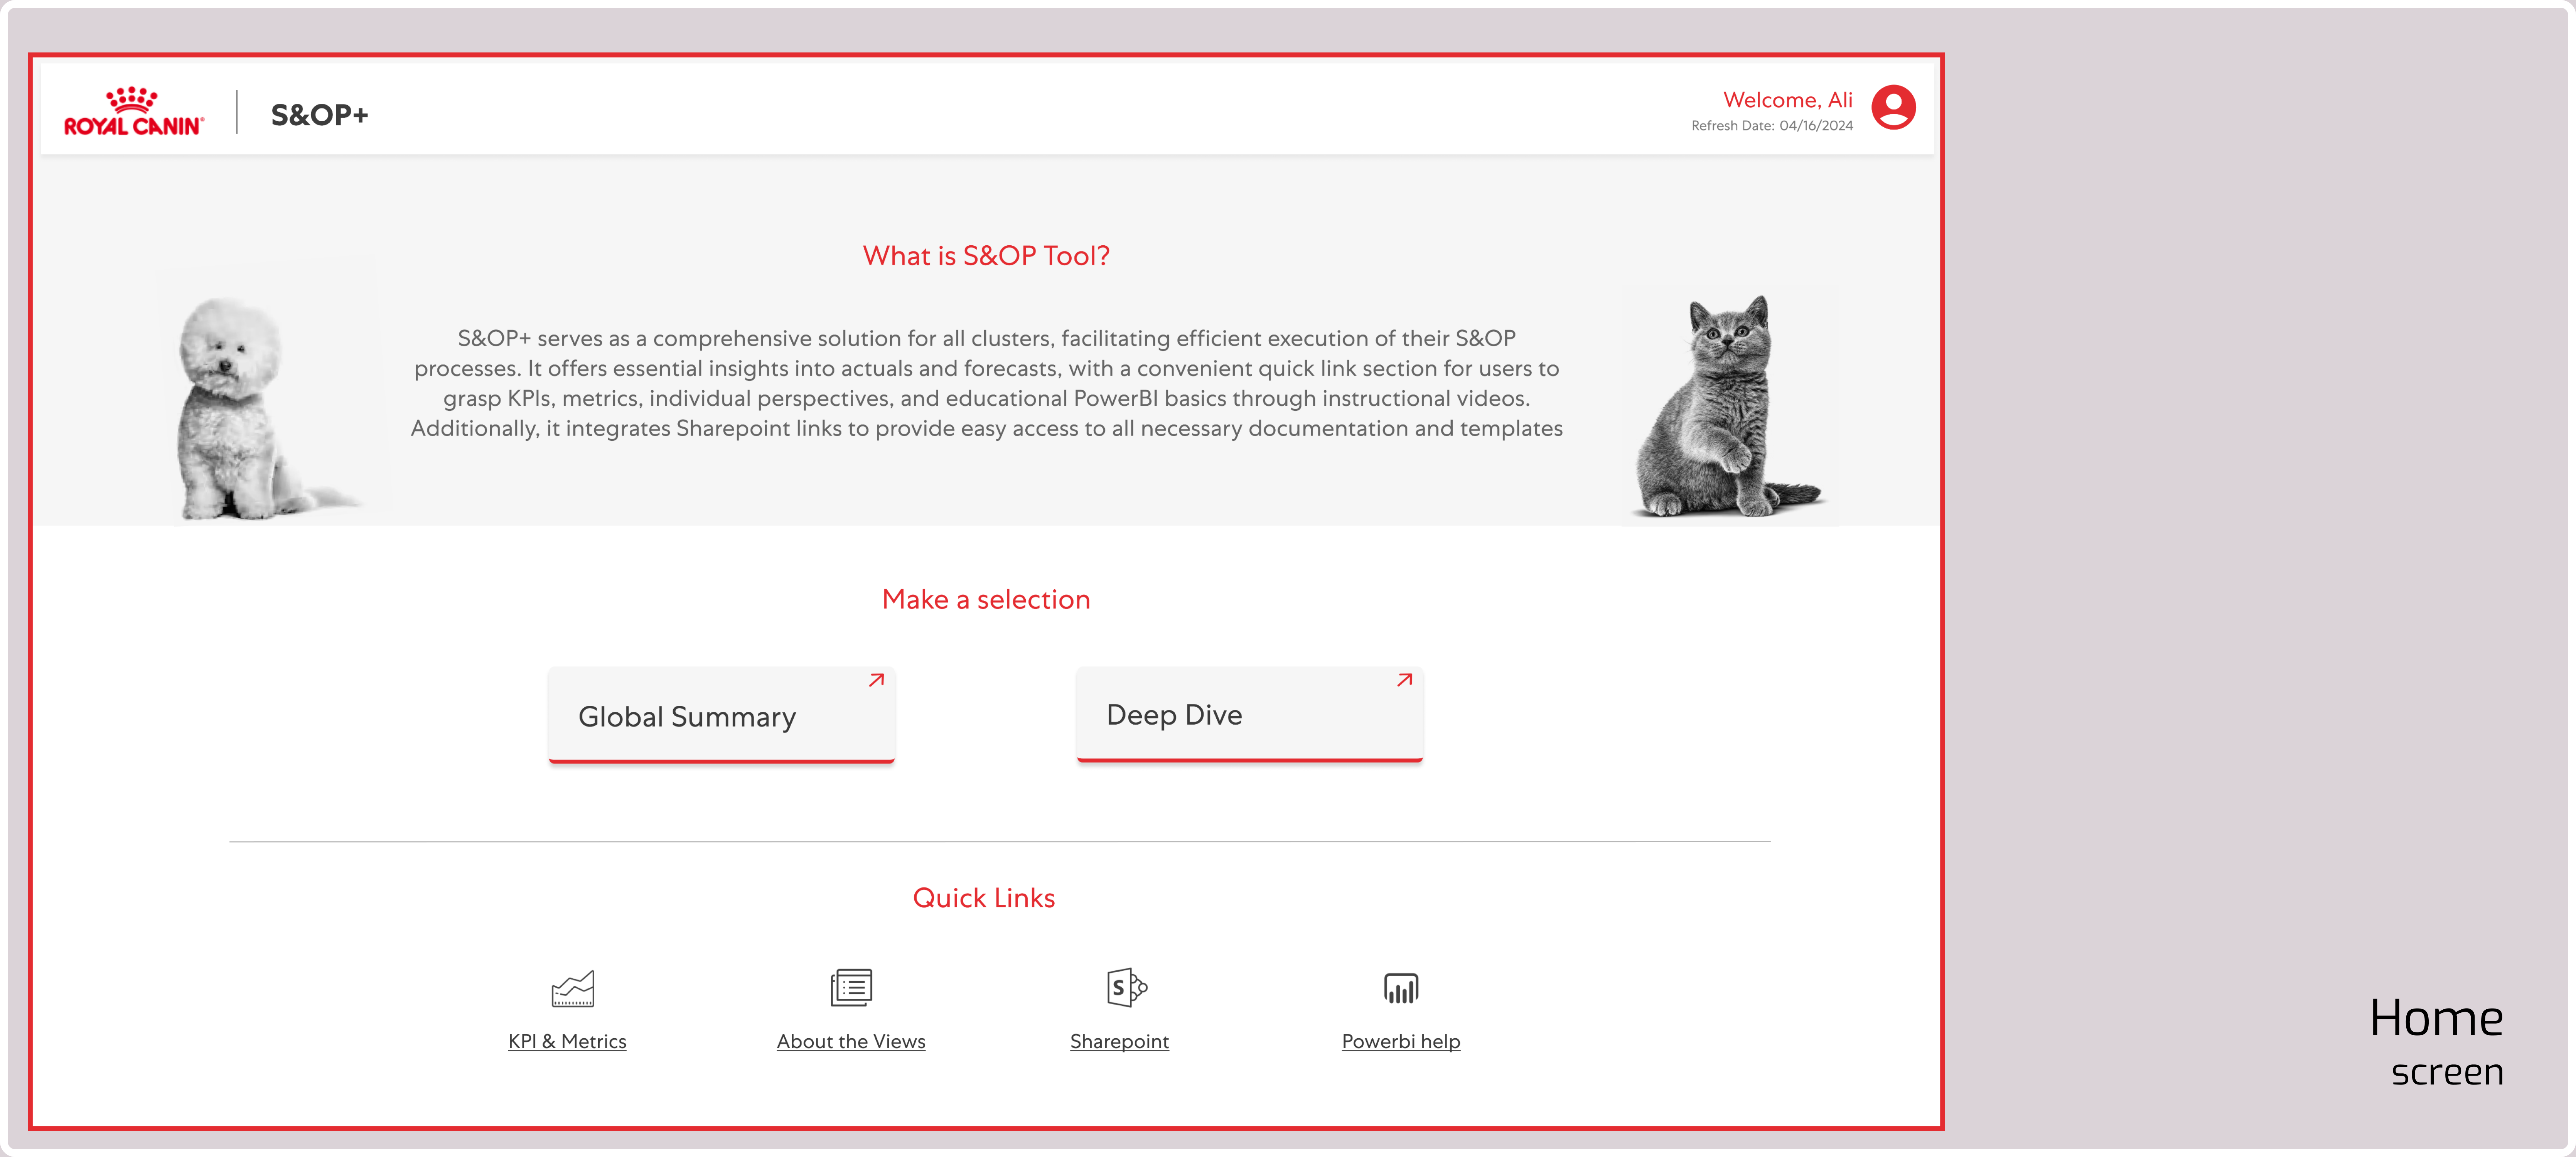 ROYAL CANIN®
S&OP+
Welcome, Ali
Refresh Date: 04/16/2024
What is S&OP Tool?
S&OP+ serves as a comprehensive solution for all clusters, facilitating efficient execution of their S&OP
processes. It offers essential insights into actuals and forecasts, with a convenient quick link section for users to
grasp KPIs, metrics, individual perspectives, and educational PowerBI basics through instructional videos.
Additionally, it integrates Sharepoint links to provide easy access to all necessary documentation and templates
Make a selection
Global Summary
Deep Dive
Quick Links
S
KPI & Metrics
About the Views
Sharepoint
Powerbi help
Home
screen